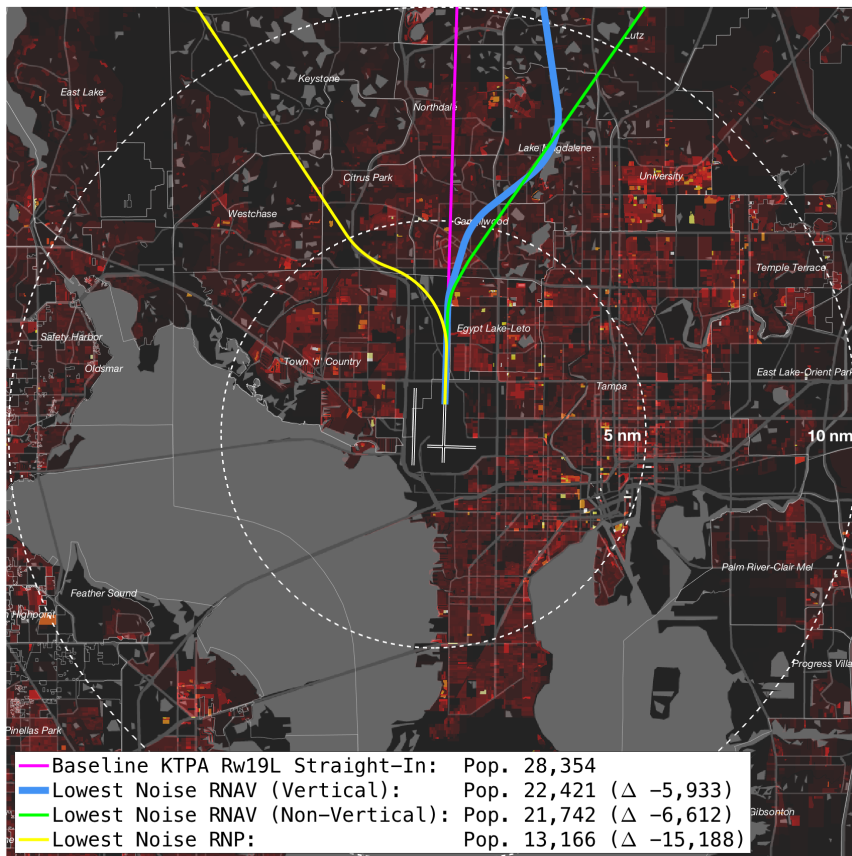 Lutz
Keystone
East Lake
Northdale
Lake Magdalene
Citrus Park
University
Westchase
Carrollwood
Temple Terrace
Egypt Lake-Leto
Safety Harbor
Town 'n' Country
Oldsmar
East Lake-Orient Park
Tampa
5 nm
10 nm
Palm River-Clair Mel
Feather Sound
Highpoint
Progress Villa
Pinellas Park
Baseline KTPA Rw19L Straight-In: Pop. 28,354
Lowest Noise RNAV (Vertical): Pop. 22,421 (Δ −5,933)
Lowest Noise RNAV (Non-Vertical): Pop. 21,742 (Δ −6,612)
Lowest Noise RNP: Pop. 13,166 (Δ −15,188)
Gibsonton